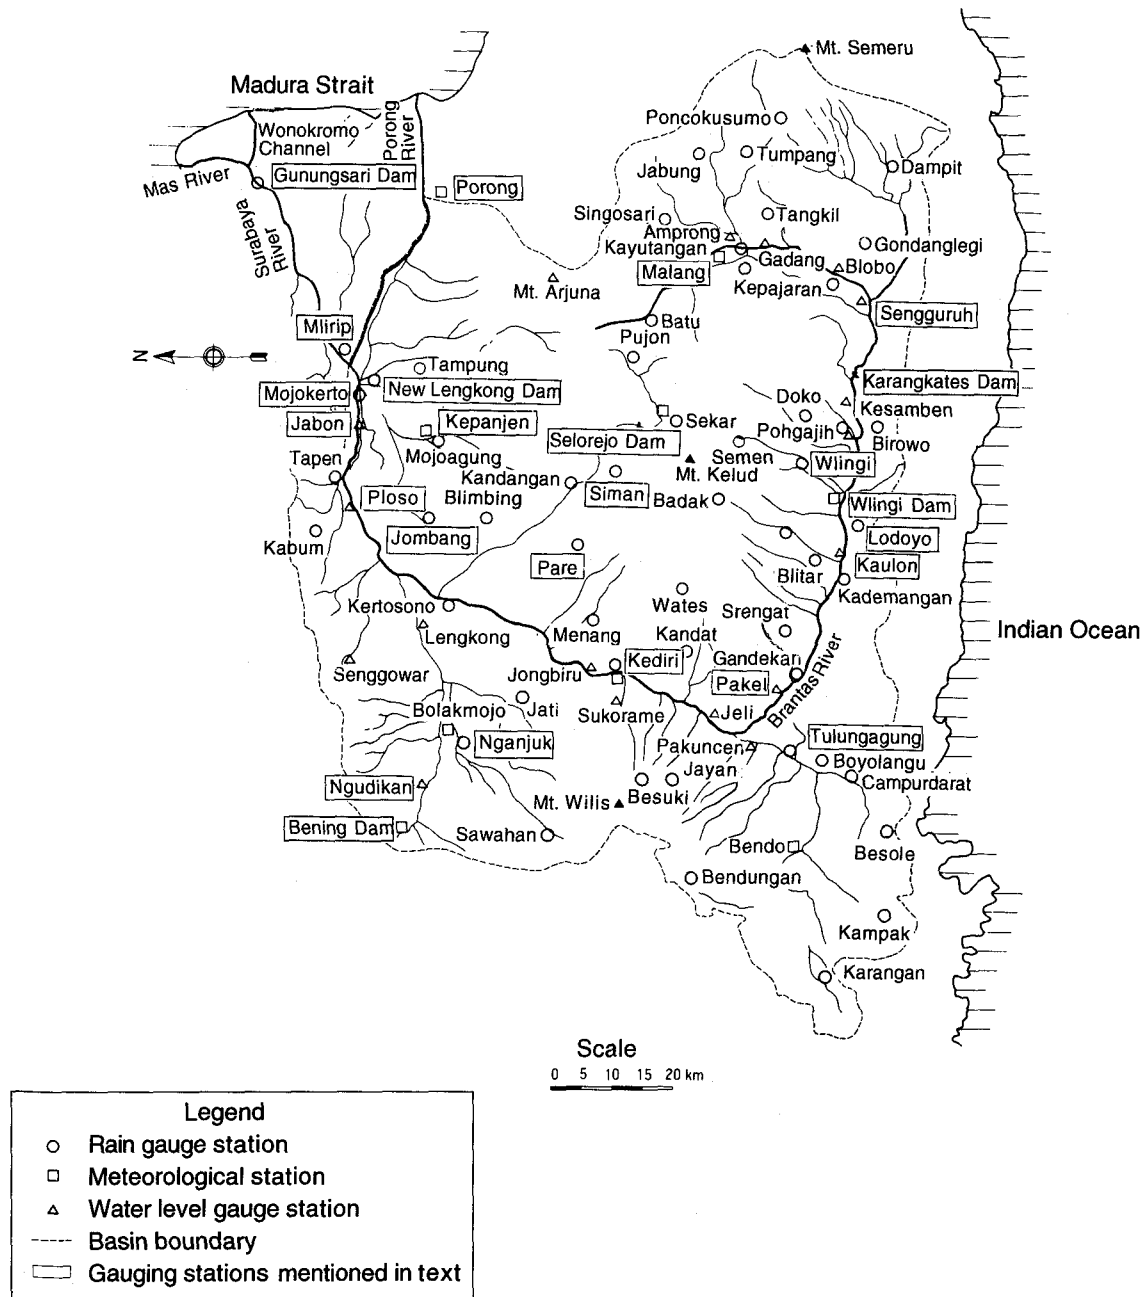 Mt. Semeru
Madura Strait
Poncokusumo
Wonokromo
Channel
Porong
River
Tumpang
Jabung
Dampit
Mas River
Gunungsari Dam
Porong
Surabaya
River
Singosari
Tangkil
Amprong
Kayutangan
Gadang
Gondanglegi
Malang
Blobo
Mt. Arjuna
Kepajaran
Sengguruh
Mlirip
Batu
Pujon
N
Tampung
New Lengkong Dam
Mojokerto
Karangkates Dam
Doko
Kesamben
Jabon
Kepanjen
Sekar
Pohgajih
Birowo
Selorejo Dam
Mojoagung
Semen
Tapen
Mt. Kelud
Wlingi
Kandangan
Ploso
Blimbing
Siman
Badak
Wlingi Dam
Kabum
Jombang
Lodoyo
Pare
Blitar
Kaulon
Kademangan
Kertosono
Wates
Srengat
Lengkong
Menang
Kandat
Indian Ocean
Senggowar
Jongbiru
Kediri
Gandekan
Pakel
Brantas River
Bolakmojo
Jati
Sukorame
Jeli
Nganjuk
Pakuncen
Tulungagung
Jayan
Boyolangu
Ngudikan
Besuki
Campurdarat
Mt. Wilis
Bening Dam
Sawahan
Bendo
Besole
Bendungan
Kampak
Karangan
Scale
0 5 10 15 20 km
Legend
Rain gauge station
Meteorological station
Water level gauge station
Basin boundary
Gauging stations mentioned in text